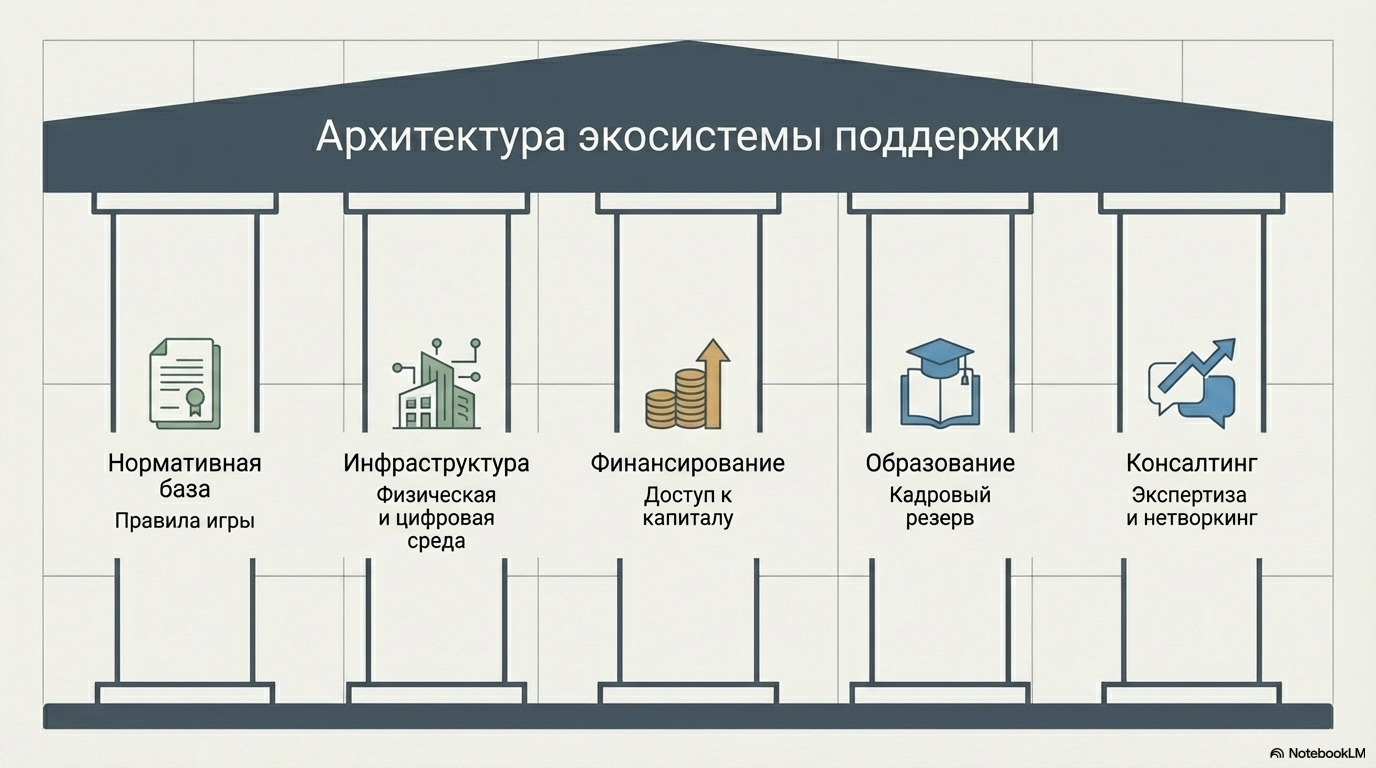 Архитектура экосистемы поддержки
Нормативная
база
Правила игры
Инфраструктура
Физическая
и цифровая
среда
Финансирование
Доступ к
капиталу
Образование
Кадровый
резерв
Консалтинг
Экспертиза
и нетворкинг
NotebookLM